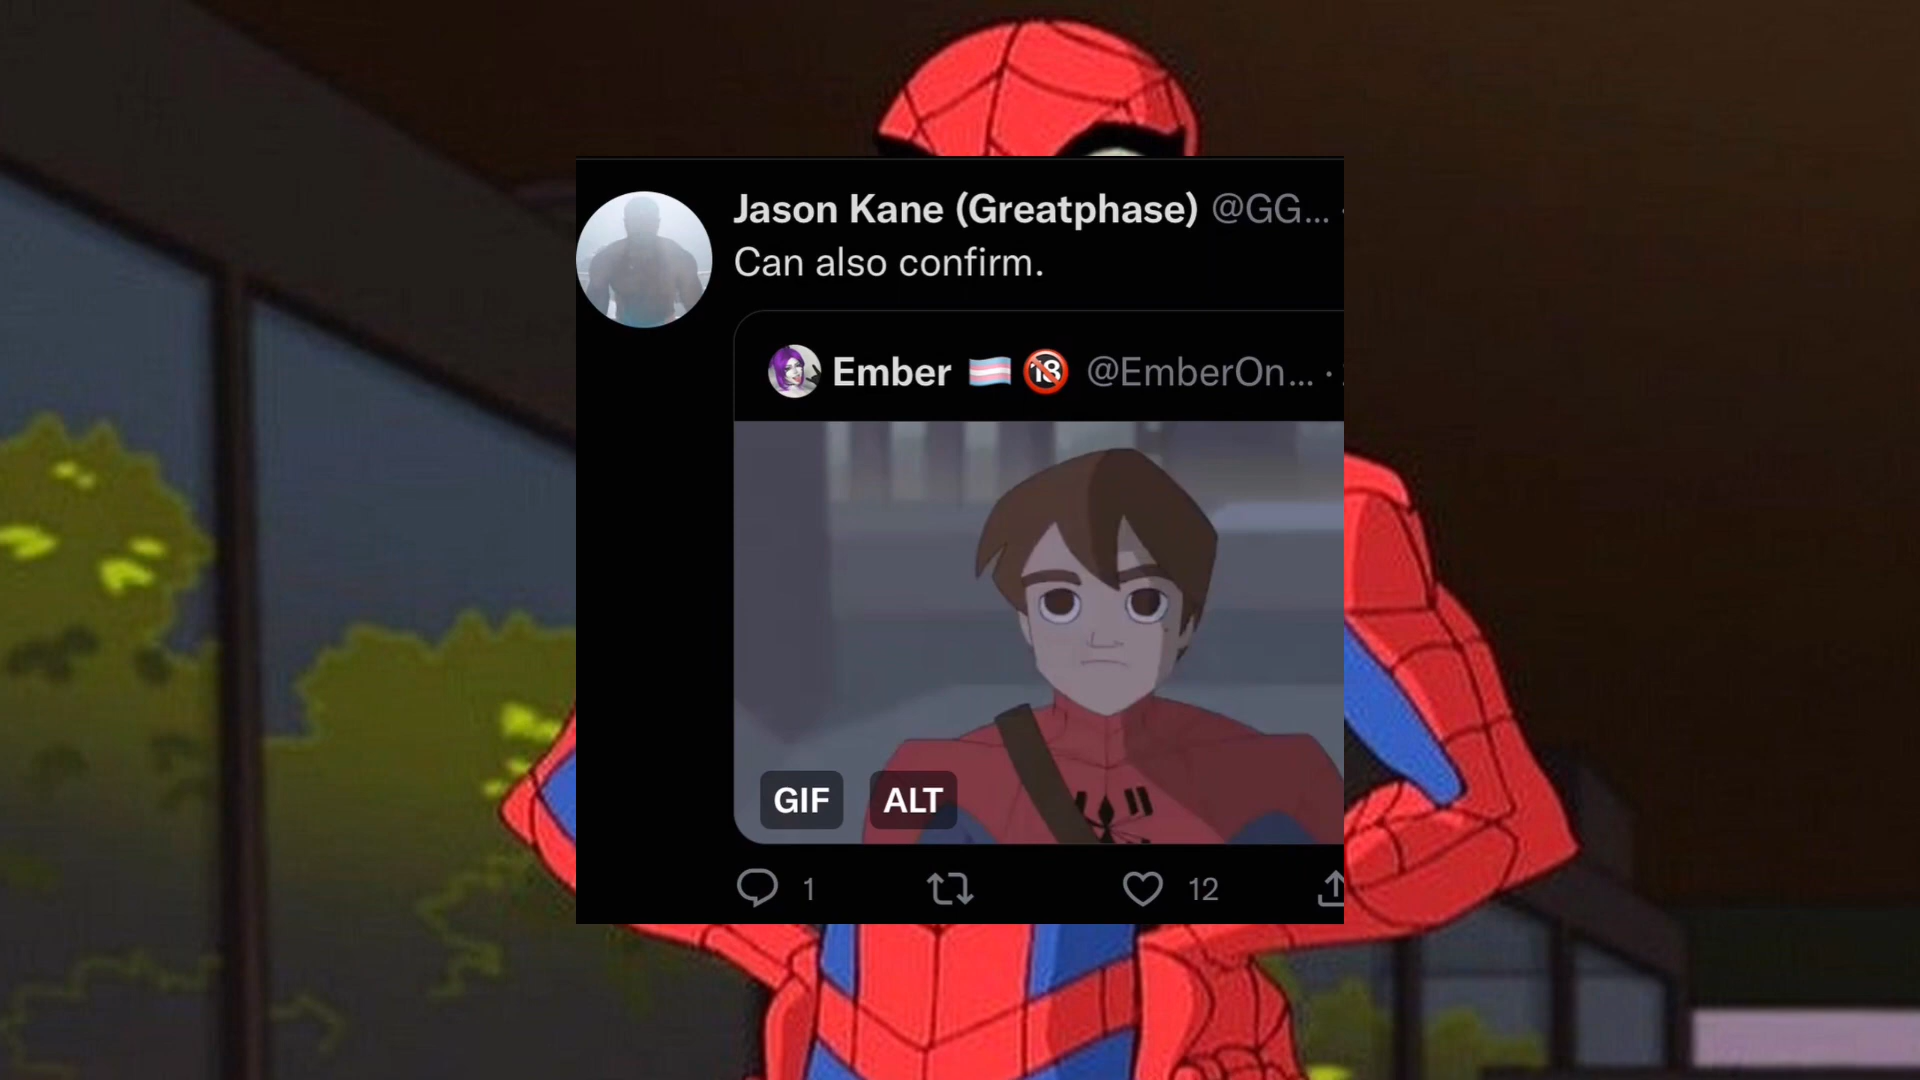 Jason Kane (Greatphase) @GG... ·
Can also confirm.
Ember 🏳️‍⚧️ 🔞 @EmberOn... ·
GIF ALT
1 12